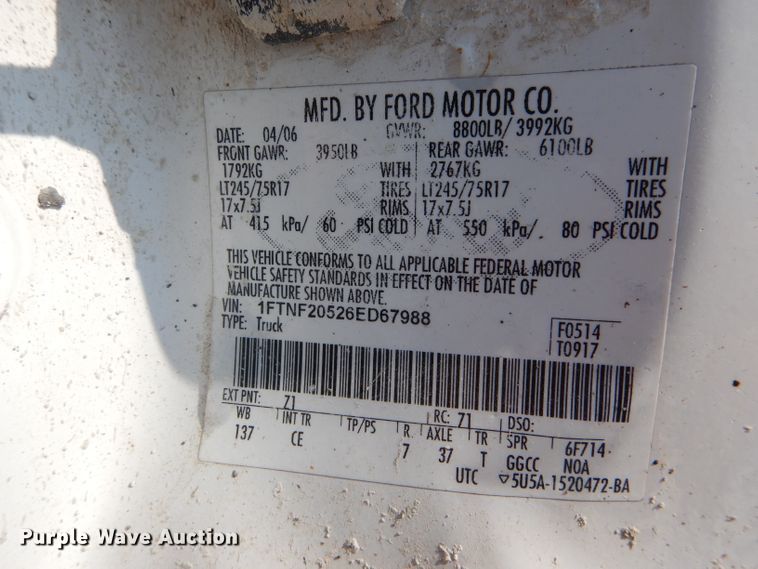 MFD. BY FORD MOTOR CO.
DATE: 04/06 GVWR: 8800LB/ 3992KG
FRONT GAWR: 3950LB REAR GAWR: 6100LB
1792KG WITH 2767KG WITH
LT245/75R17 TIRES LT245/75R17 TIRES
17x7.5J RIMS 17x7.5J RIMS
AT 415 kPa/ 60 PSI COLD AT 550 kPa/. 80 PSI COLD
THIS VEHICLE CONFORMS TO ALL APPLICABLE FEDERAL MOTOR
VEHICLE SAFETY STANDARDS IN EFFECT ON THE DATE OF
MANUFACTURE SHOWN ABOVE.
VIN: 1FTNF20526ED67988
TYPE: Truck F0514
T0917
EXT PNT: Z1 RC: 71 DSO:
WB INT TR TP/PS R AXLE TR SPR 6F714
137 CE 7 37 T GGCC NOA
UTC ▽5U5A-1520472-BA
Purple Wave Auction